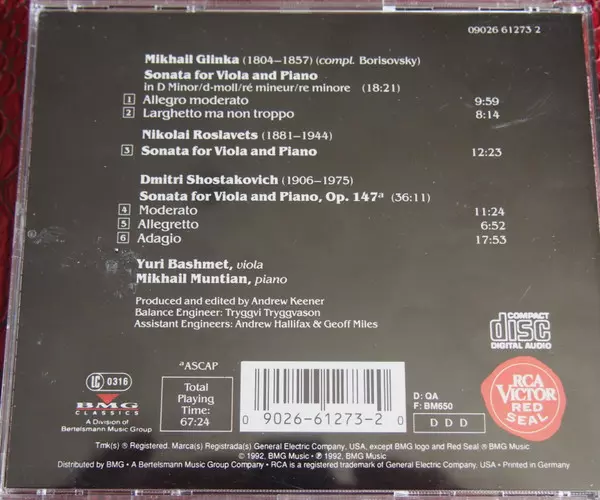 09026 61273 2
Mikhail Glinka (1804–1857) (compl. Borisovsky)
Sonata for Viola and Piano
in D Minor/d-moll/ré mineur/re minore (18:21)
1 Allegro moderato 9:59
2 Larghetto ma non troppo 8:14
Nikolai Roslavets (1881–1944)
3 Sonata for Viola and Piano 12:23
Dmitri Shostakovich (1906–1975)
Sonata for Viola and Piano, Op. 147ª (36:11)
4 Moderato 11:24
5 Allegretto 6:52
6 Adagio 17:53
Yuri Bashmet, viola
Mikhail Muntian, piano
Produced and edited by Andrew Keener
Balance Engineer: Tryggvi Tryggvason
Assistant Engineers: Andrew Hallifax & Geoff Miles
COMPACT
disc
DIGITAL AUDIO
ªASCAP
LC 0316
BMG
CLASSICS
A Division of
Bertelsmann Music Group
Total
Playing
Time:
67:24
0 09026-61273-2 0
D: QA
F: BM650
D D D
RCA
VICTOR
RED
SEAL
Tmk(s) ® Registered. Marca(s) Registrada(s) General Electric Company, USA, except BMG logo and Red Seal ® BMG Music
© 1992, BMG Music • ℗ 1992, BMG Music
Distributed by BMG • A Bertelsmann Music Group Company • RCA is a registered trademark of General Electric Company, USA • Printed in Germany